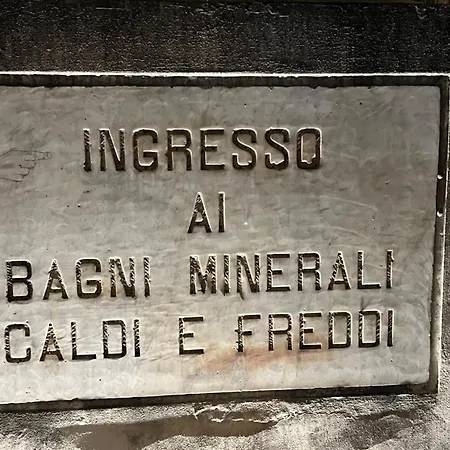 INGRESSO
AI
BAGNI MINERALI
CALDI E FREDDI